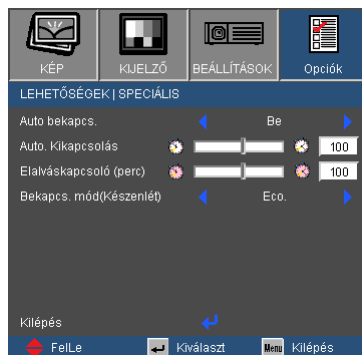 KÉP KIJELZŐ BEÁLLÍTÁSOK Opciók
LEHETŐSÉGEK | SPECIÁLIS
Auto bekapcs. Be
Auto. Kikapcsolás 100
Elalváskapcsoló (perc) 100
Bekapcs. mód(Készenlét) Eco.
Kilépés
FelLe Kiválaszt Menu Kilépés